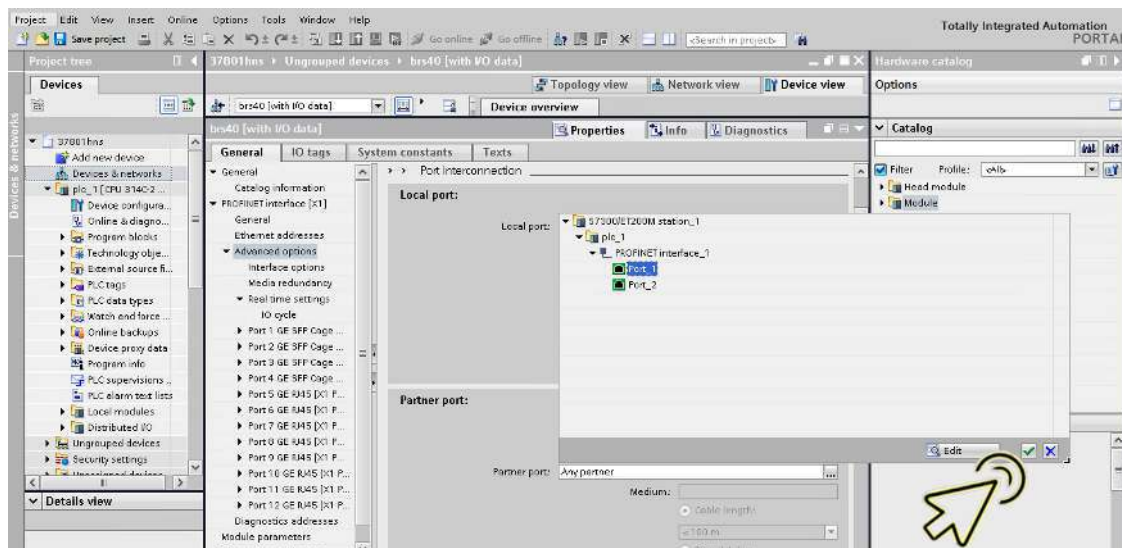 Project Edit View Insert Online Options Tools Window Help
Totally Integrated Automation
PORTAL
Save project
Go online
Go offline
<Search in project>
Project tree
37801hns ▸ Ungrouped devices ▸ brs40 [with I/O data]
Hardware catalog
Devices
Topology view
Network view
Device view
Options
brs40 [with I/O data]
Device overview
brs40 [with I/O data]
Properties
Info
Diagnostics
Catalog
General
IO tags
System constants
Texts
Filter
Profile:
<All>
Head module
Module
Devices & networks
37801hns
Add new device
Devices & networks
plc_1 [CPU 314C-2 ...
Device configura...
Online & diagno...
Program blocks
Technology obje...
External source fi...
PLC tags
PLC data types
Watch and force ...
Online backups
Device proxy data
Program info
PLC supervisions ..
PLC alarm text lists
Local modules
Distributed I/O
Ungrouped devices
Security settings
Details view
General
Catalog information
PROFINET interface [X1]
General
Ethernet addresses
Advanced options
Interface options
Media redundancy
Real time settings
IO cycle
Port 1 GE SFP Cage ...
Port 2 GE SFP Cage ...
Port 3 GE SFP Cage ...
Port 4 GE SFP Cage ...
Port 5 GE RJ45 [X1 P...
Port 6 GE RJ45 [X1 P...
Port 7 GE RJ45 [X1 P...
Port 8 GE RJ45 [X1 P...
Port 9 GE RJ45 [X1 P...
Port 10 GE RJ45 [X1 P...
Port 11 GE RJ45 [X1 P...
Port 12 GE RJ45 [X1 P...
Diagnostics addresses
Module parameters
Port Interconnection
Local port:
Local port:
S7300/ET200M station_1
plc_1
PROFINET interface_1
Port_1
Port_2
Edit
Partner port:
Partner port:
Any partner
...
Medium:
Cable length:
<100 m